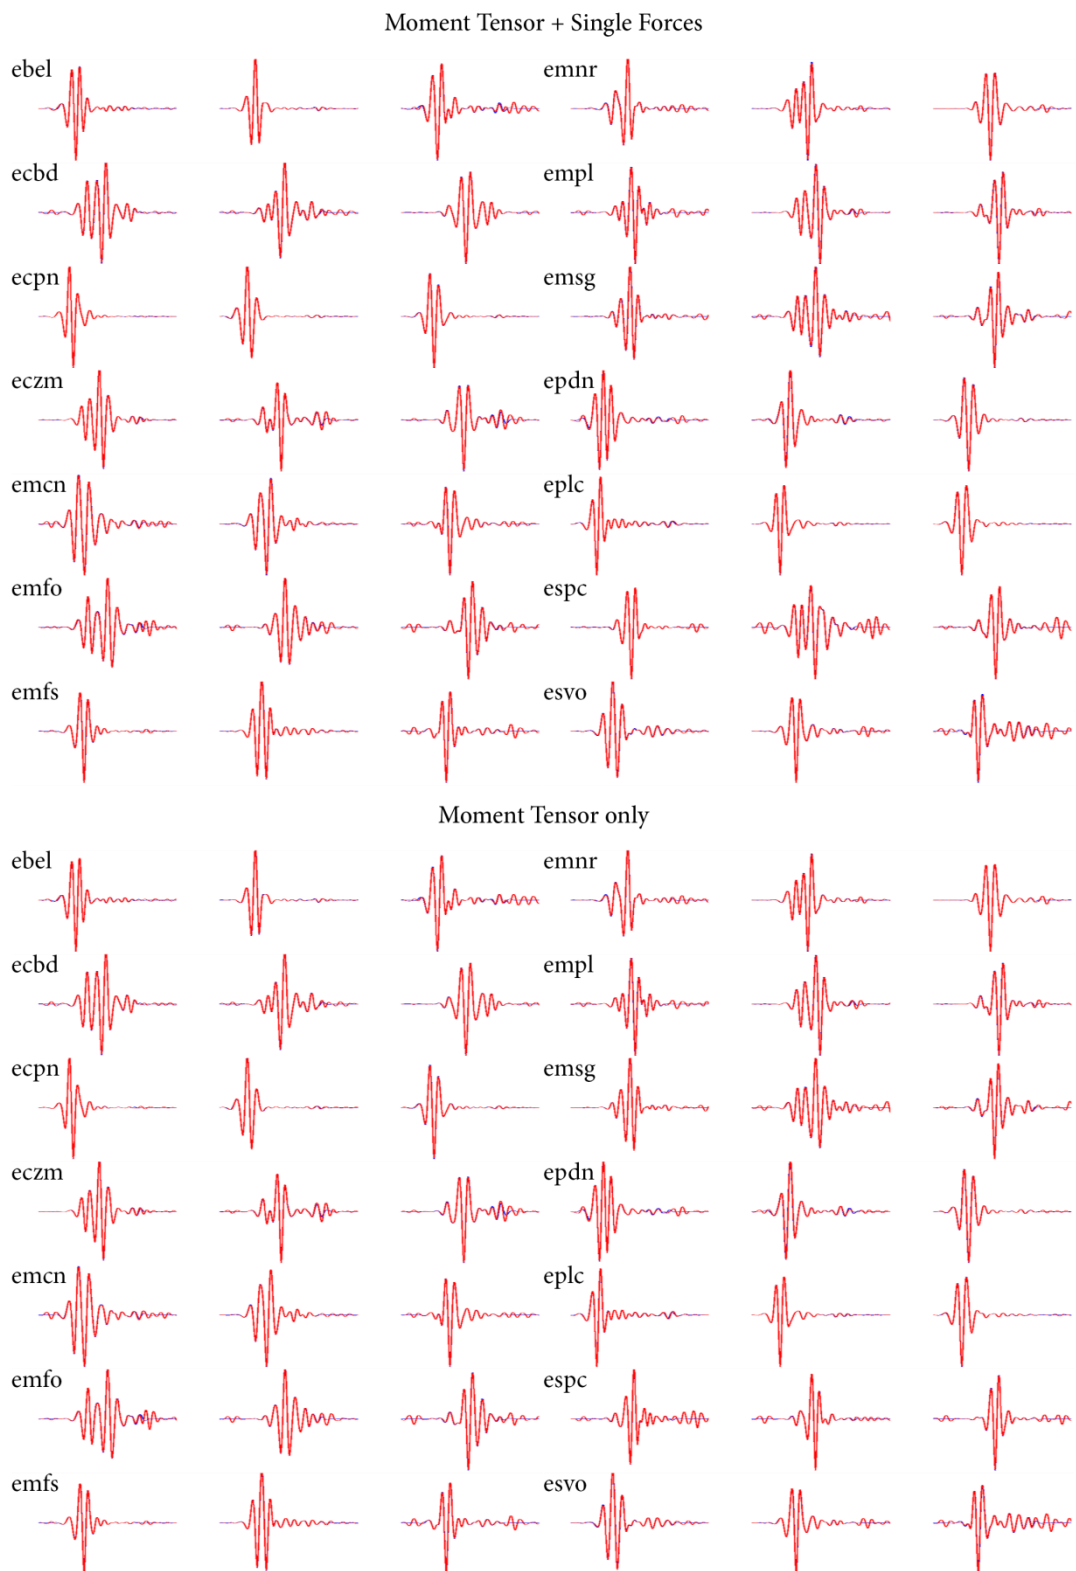 Moment Tensor + Single Forces
ebel emnr
ecbd empl
ecpn emsg
eczm epdn
emcn eplc
emfo espc
emfs esvo
Moment Tensor only
ebel emnr
ecbd empl
ecpn emsg
eczm epdn
emcn eplc
emfo espc
emfs esvo